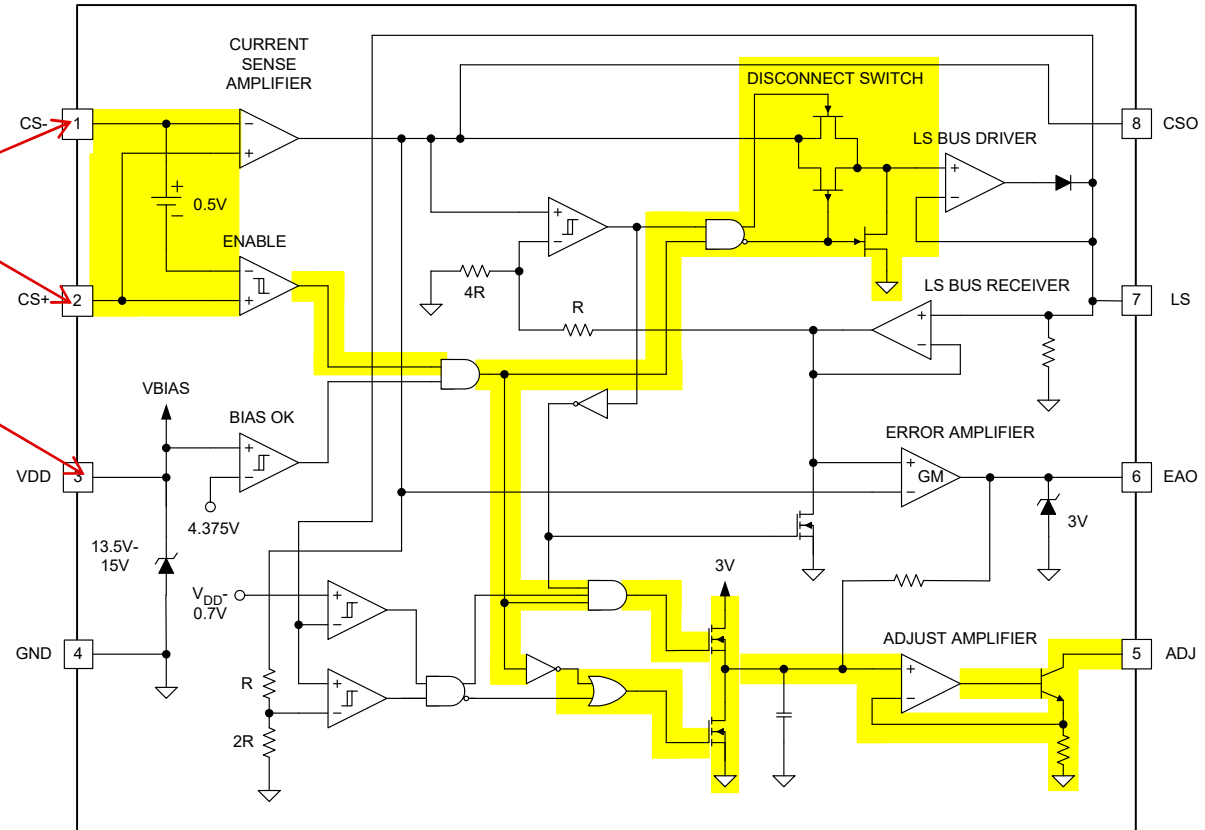 CURRENT
SENSE
AMPLIFIER
DISCONNECT SWITCH
CS-
1
8
CSO
LS BUS DRIVER
-
+
+
-
+
0.5V
-
ENABLE
-
+
+
-
4R
R
CS+
2
LS BUS RECEIVER
+
-
7
LS
VBIAS
BIAS OK
+
-
ERROR AMPLIFIER
+
GM
-
VDD
3
6
EAO
4.375V
3V
13.5V-
15V
3V
VDD-
0.7V
+
-
GND
4
ADJUST AMPLIFIER
+
-
5
ADJ
R
+
-
2R